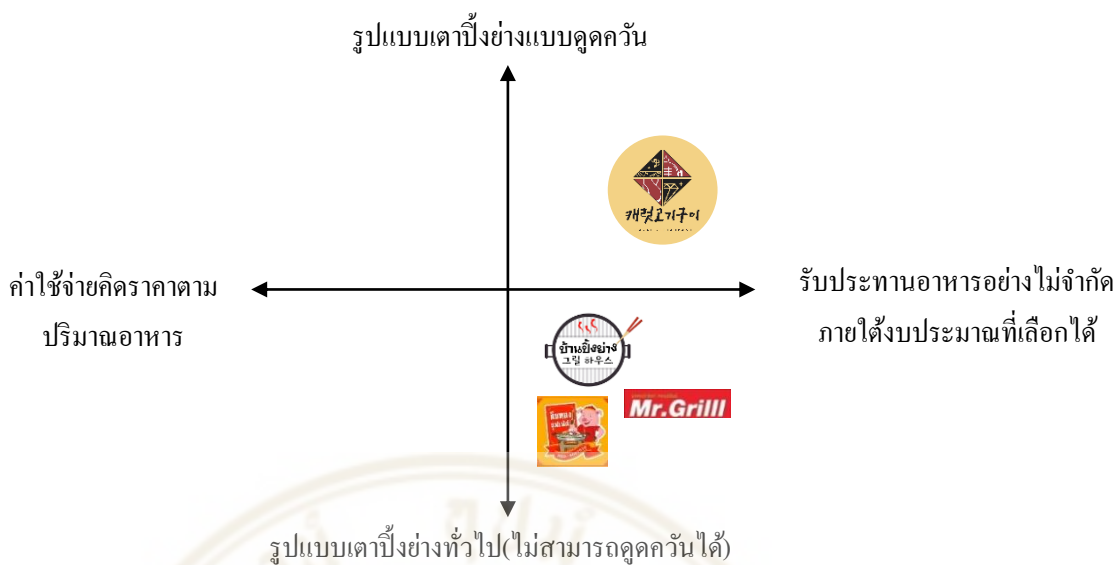 รูปแบบเตาปิ้งย่างแบบดูดควัน
캐럿고기구이
ค่าใช้จ่ายคิดราคาตาม
ปริมาณอาหาร
รับประทานอาหารอย่างไม่จำกัด
ภายใต้งบประมาณที่เลือกได้
บ้านปิ้งย่าง
그릴 하우스
Mr.Grilll
รูปแบบเตาปิ้งย่างทั่วไป(ไม่สามารถดูดควันได้)